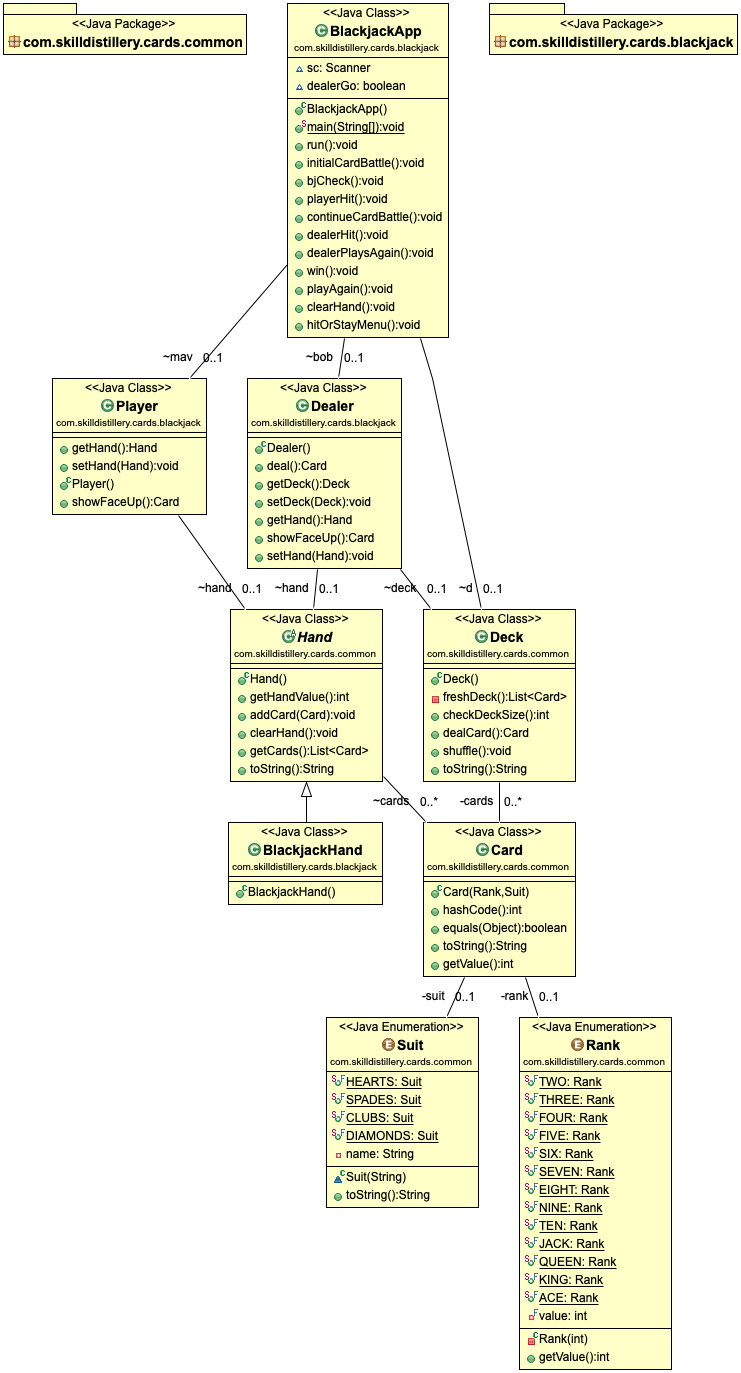 <<Java Package>>
com.skilldistillery.cards.common
<<Java Class>>
BlackjackApp
com.skilldistillery.cards.blackjack
sc: Scanner
dealerGo: boolean
BlackjackApp()
main(String[]):void
run():void
initialCardBattle():void
bjCheck():void
playerHit():void
continueCardBattle():void
dealerHit():void
dealerPlaysAgain():void
win():void
playAgain():void
clearHand():void
hitOrStayMenu():void
<<Java Package>>
com.skilldistillery.cards.blackjack
~mav 0..1
~bob 0..1
<<Java Class>>
Player
com.skilldistillery.cards.blackjack
getHand():Hand
setHand(Hand):void
Player()
showFaceUp():Card
<<Java Class>>
Dealer
com.skilldistillery.cards.blackjack
Dealer()
deal():Card
getDeck():Deck
setDeck(Deck):void
getHand():Hand
showFaceUp():Card
setHand(Hand):void
~hand 0..1
~hand 0..1
~deck 0..1
~d 0..1
<<Java Class>>
Hand
com.skilldistillery.cards.common
Hand()
getHandValue():int
addCard(Card):void
clearHand():void
getCards():List<Card>
toString():String
<<Java Class>>
Deck
com.skilldistillery.cards.common
Deck()
freshDeck():List<Card>
checkDeckSize():int
dealCard():Card
shuffle():void
toString():String
~cards 0..*
-cards 0..*
<<Java Class>>
BlackjackHand
com.skilldistillery.cards.blackjack
BlackjackHand()
<<Java Class>>
Card
com.skilldistillery.cards.common
Card(Rank,Suit)
hashCode():int
equals(Object):boolean
toString():String
getValue():int
-suit 0..1
-rank 0..1
<<Java Enumeration>>
Suit
com.skilldistillery.cards.common
HEARTS: Suit
SPADES: Suit
CLUBS: Suit
DIAMONDS: Suit
name: String
Suit(String)
toString():String
<<Java Enumeration>>
Rank
com.skilldistillery.cards.common
TWO: Rank
THREE: Rank
FOUR: Rank
FIVE: Rank
SIX: Rank
SEVEN: Rank
EIGHT: Rank
NINE: Rank
TEN: Rank
JACK: Rank
QUEEN: Rank
KING: Rank
ACE: Rank
value: int
Rank(int)
getValue():int